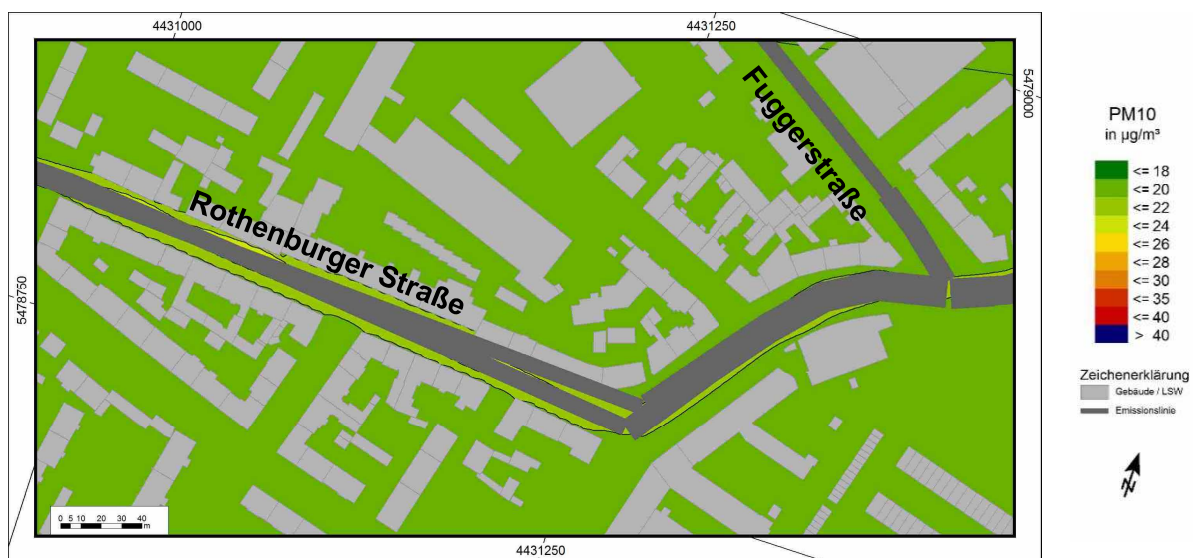 4431000
4431250
5479000
5478750
Fuggerstraße
Rothenburger Straße
0 5 10 20 30 40
m
4431250
PM10
in µg/m³
<= 18
<= 20
<= 22
<= 24
<= 26
<= 28
<= 30
<= 35
<= 40
> 40
Zeichenerklärung
Gebäude / LSW
Emissionslinie
N